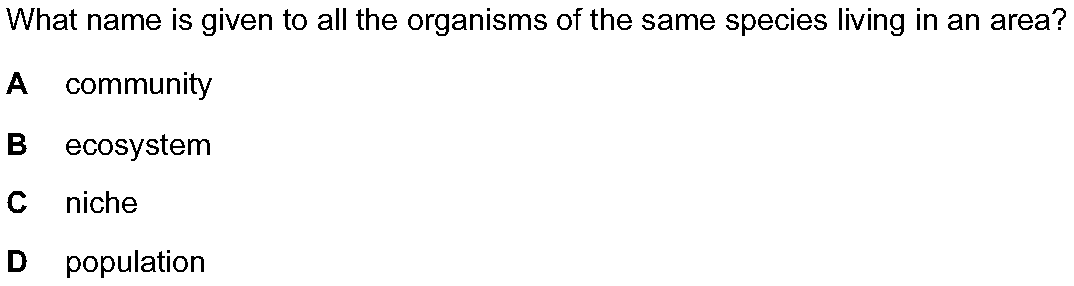 What name is given to all the organisms of the same species living in an area?
A community
B ecosystem
C niche
D population